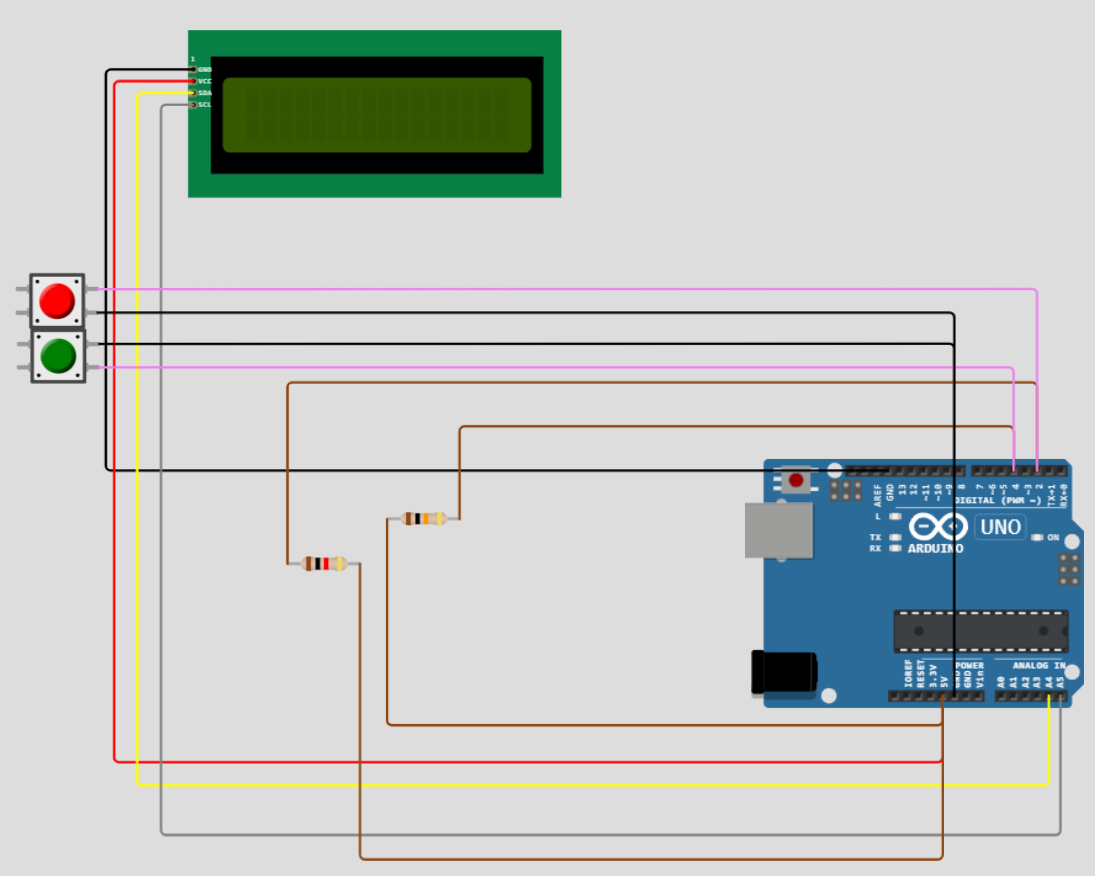 1
GND
VCC
SDA
SCL
AREF
GND
13
12
~11
~10
~9
8
7
~6
~5
4
~3
2
TX→1
RX←0
DIGITAL (PWM ~)
L
TX
RX
UNO
ARDUINO
ON
IOREF
RESET
3.3V
5V
GND
GND
Vin
POWER
ANALOG IN
A0
A1
A2
A3
A4
A5